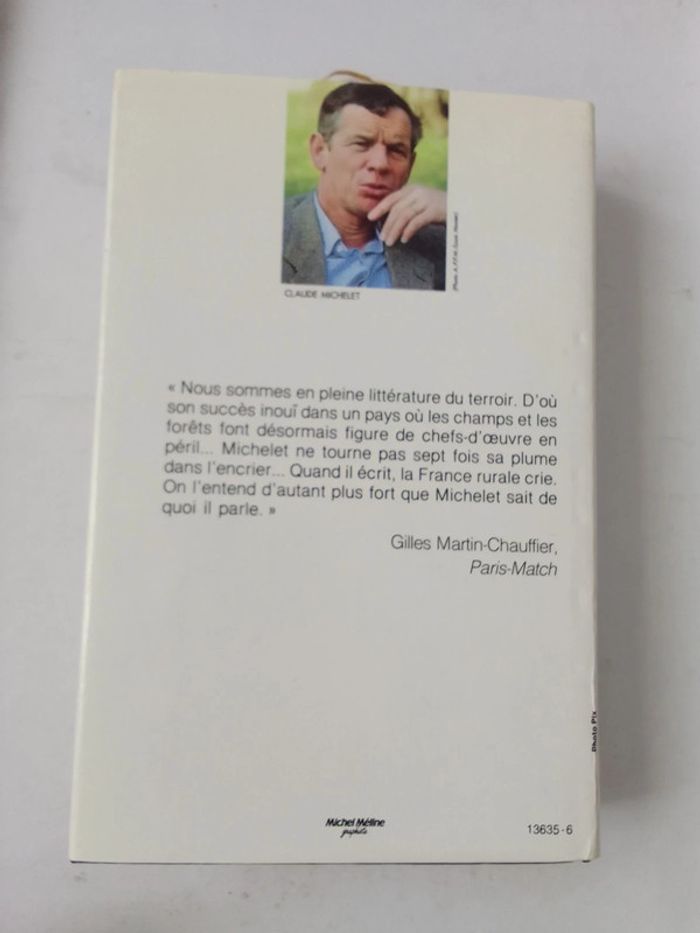 CLAUDE MICHELET
« Nous sommes en pleine littérature du terroir. D'où
son succès inouï dans un pays où les champs et les
forêts font désormais figure de chefs-d'œuvre en
péril... Michelet ne tourne pas sept fois sa plume
dans l'encrier... Quand il écrit, la France rurale crie.
On l'entend d'autant plus fort que Michelet sait de
quoi il parle. »
Gilles Martin-Chauffier,
Paris-Match
Photo Pix
Michel Méline
13635-6